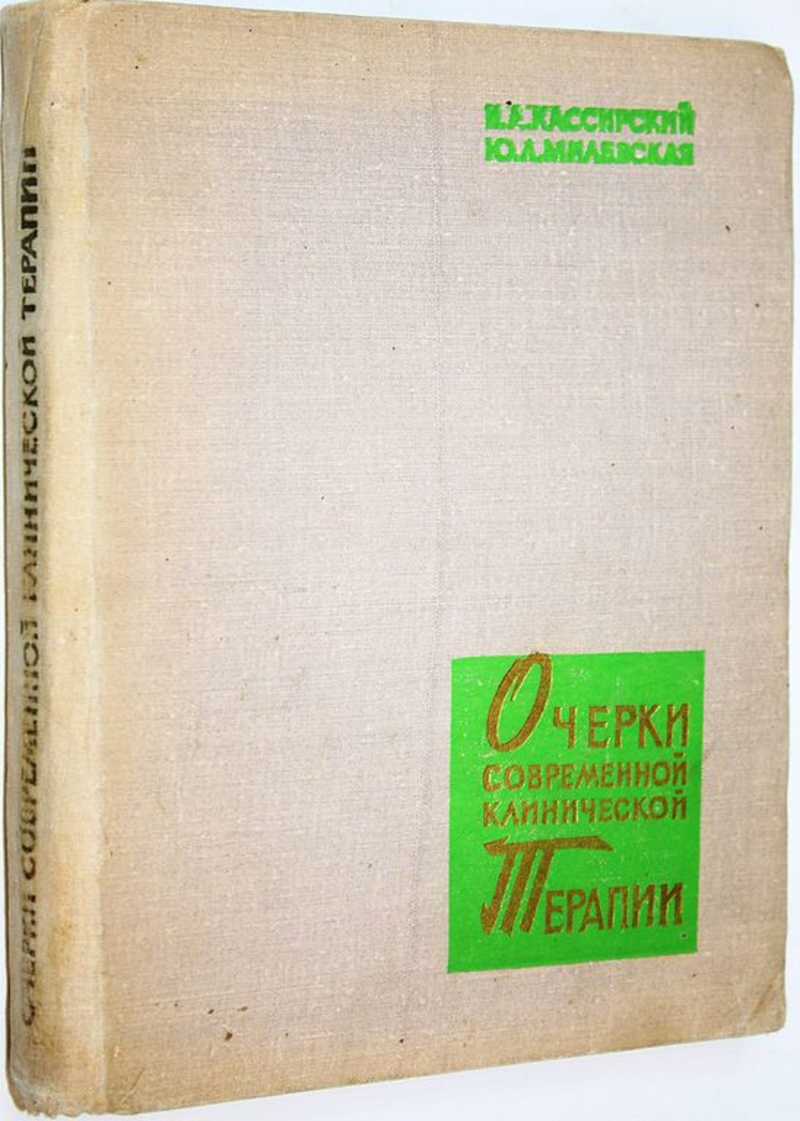 И.А.КАССИРСКИЙ
Ю.Л.МИЛЕВСКАЯ
ОЧЕРКИ
СОВРЕМЕННОЙ
КЛИНИЧЕСКОЙ
ТЕРАПИИ
ОЧЕРКИ СОВРЕМЕННОЙ КЛИНИЧЕСКОЙ ТЕРАПИИ